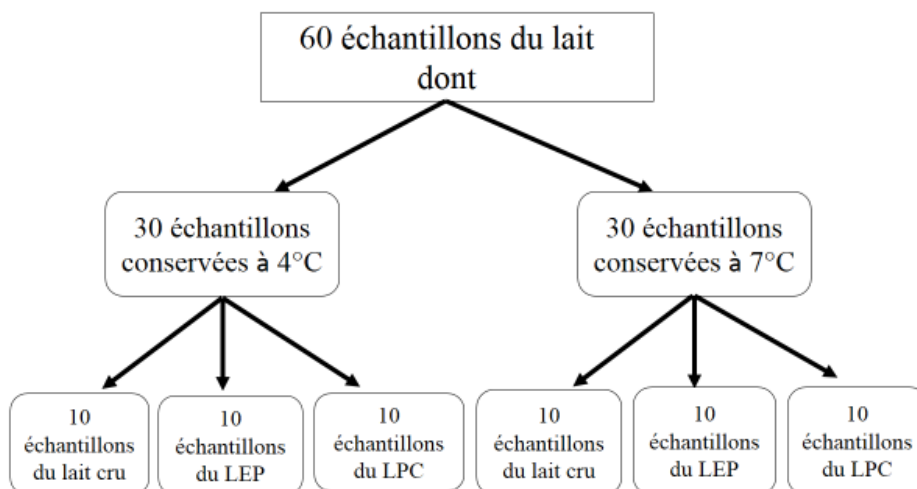 60 échantillons du lait
dont
30 échantillons
conservées à 4°C
30 échantillons
conservées à 7°C
10
échantillons
du lait cru
10
échantillons
du LEP
10
échantillons
du LPC
10
échantillons
du lait cru
10
échantillons
du LEP
10
échantillons
du LPC